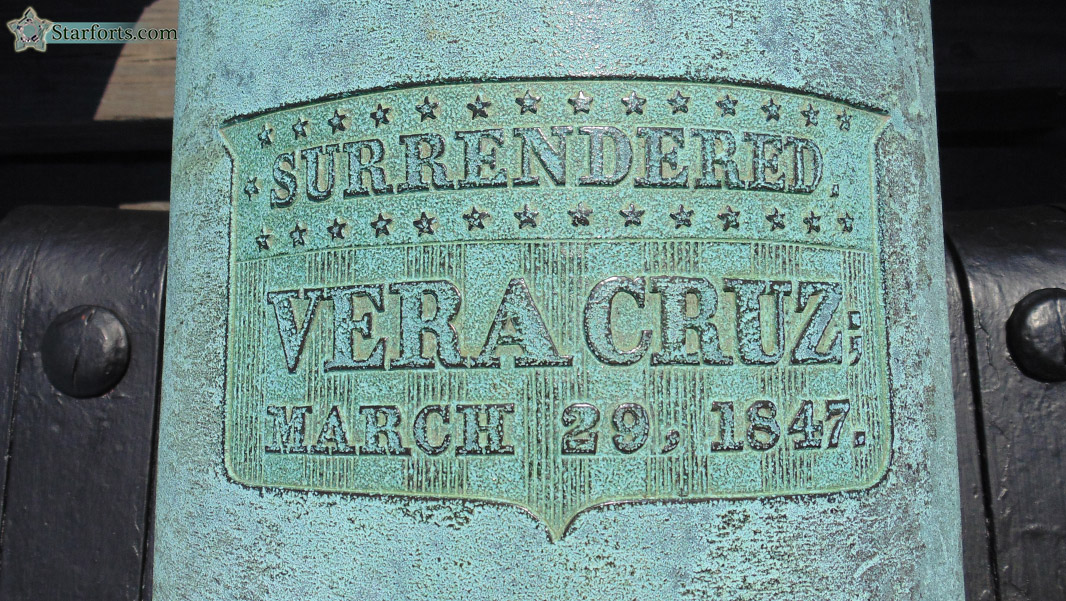 Starforts.com
SURRENDERED,
VERA CRUZ;
MARCH 29, 1847.